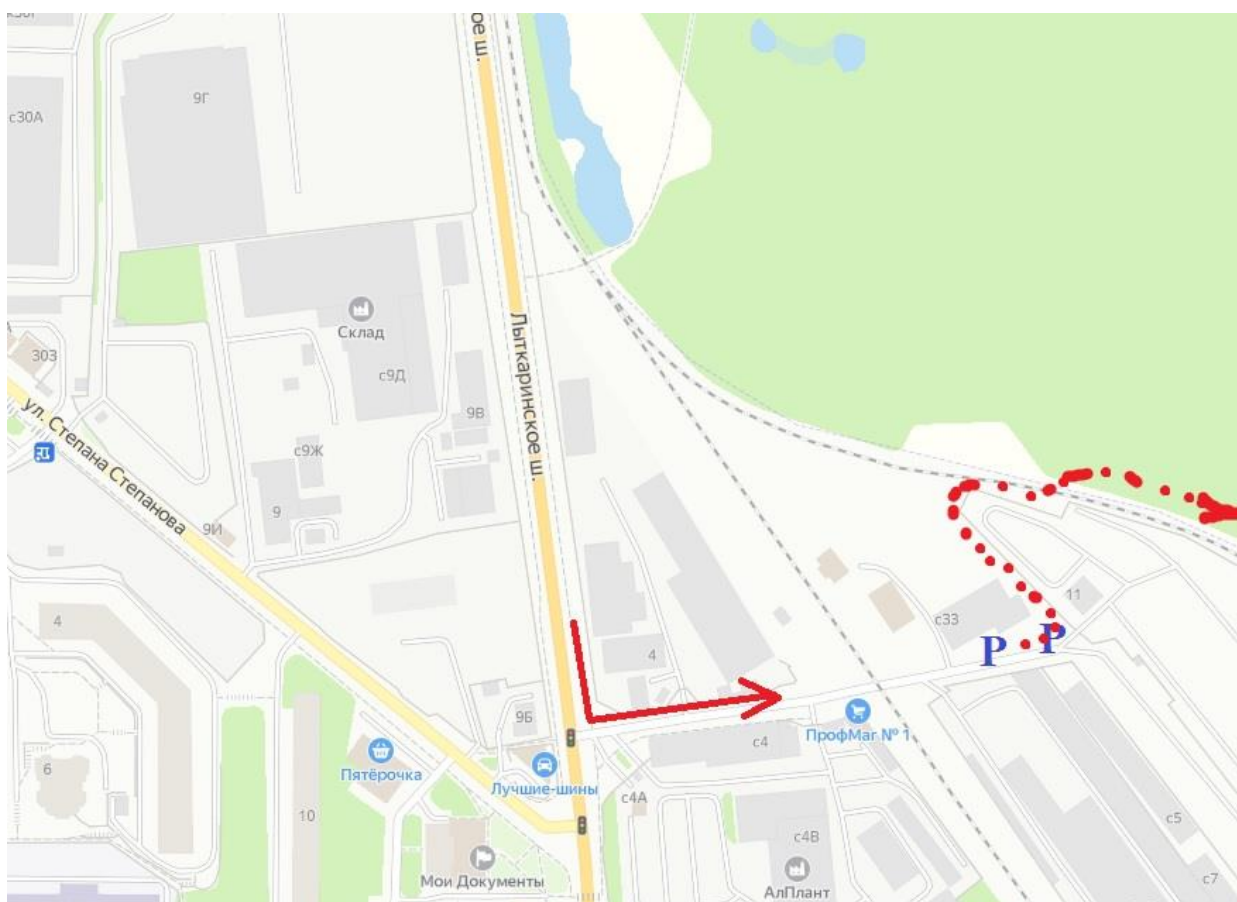 ое ш.
9Г
с30А
Склад
с9Д
303
9В
ул. Степана Степанова
Лыткаринское ш.
с9Ж
9
9И
4
11
с33
Р Р
4
9Б
ПрофМаг № 1
с4
Пятёрочка
Лучшие-шины
6
10
с4А
с5
с4В
Мои Документы
АлПлант
с7